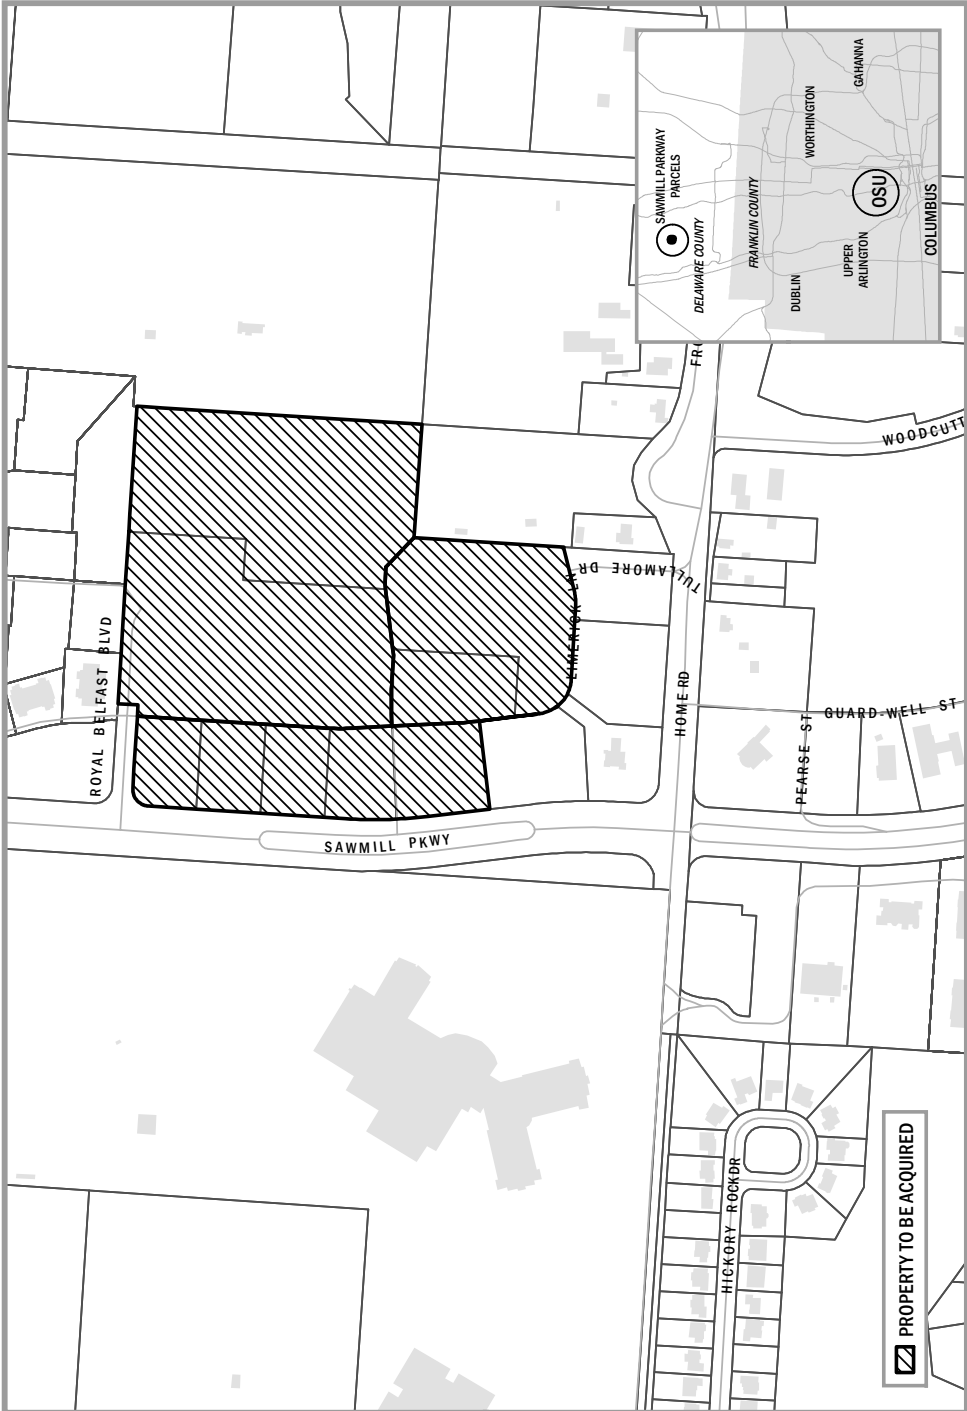 SAWMILL PARKWAY
PARCELS
DELAWARE COUNTY
FRANKLIN COUNTY
WORTHINGTON
GAHANNA
DUBLIN
UPPER
ARLINGTON
OSU
COLUMBUS
ROYAL BELFAST BLVD
SAWMILL PKWY
LIMERICK LN
TULLAMORE DR
HOME RD
FRO
WOODCUTT
GUARD-WELL ST
PEARSE ST
HICKORY ROCK DR
PROPERTY TO BE ACQUIRED